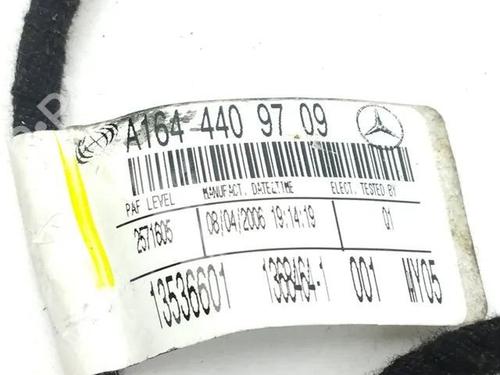 A164 440 97 09
PAF LEVEL MANUFACT. DATE/TIME ELECT. TESTED BY
2571605 08/04/2006 19:14:19 01
13536601 1368464-1 001 MY05